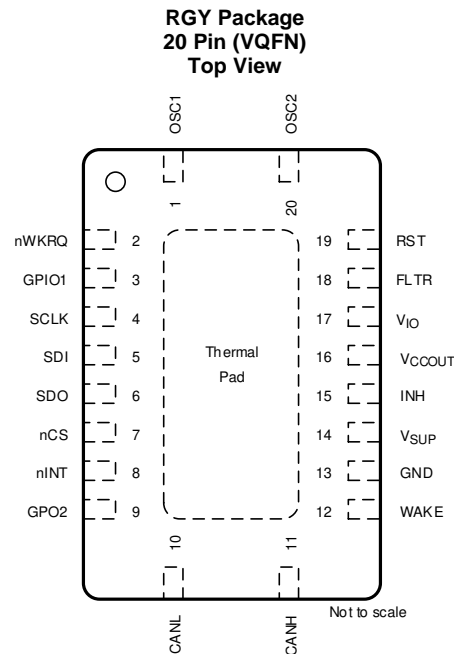 RGY Package
20 Pin (VQFN)
Top View
OSC1
OSC2
1
20
nWKRQ 2
19 RST
GPIO1 3
18 FLTR
SCLK 4
17 VIO
SDI 5
16 VCCOUT
SDO 6
15 INH
nCS 7
14 VSUP
nINT 8
13 GND
GPO2 9
12 WAKE
Thermal
Pad
10
11
CANL
CANH
Not to scale